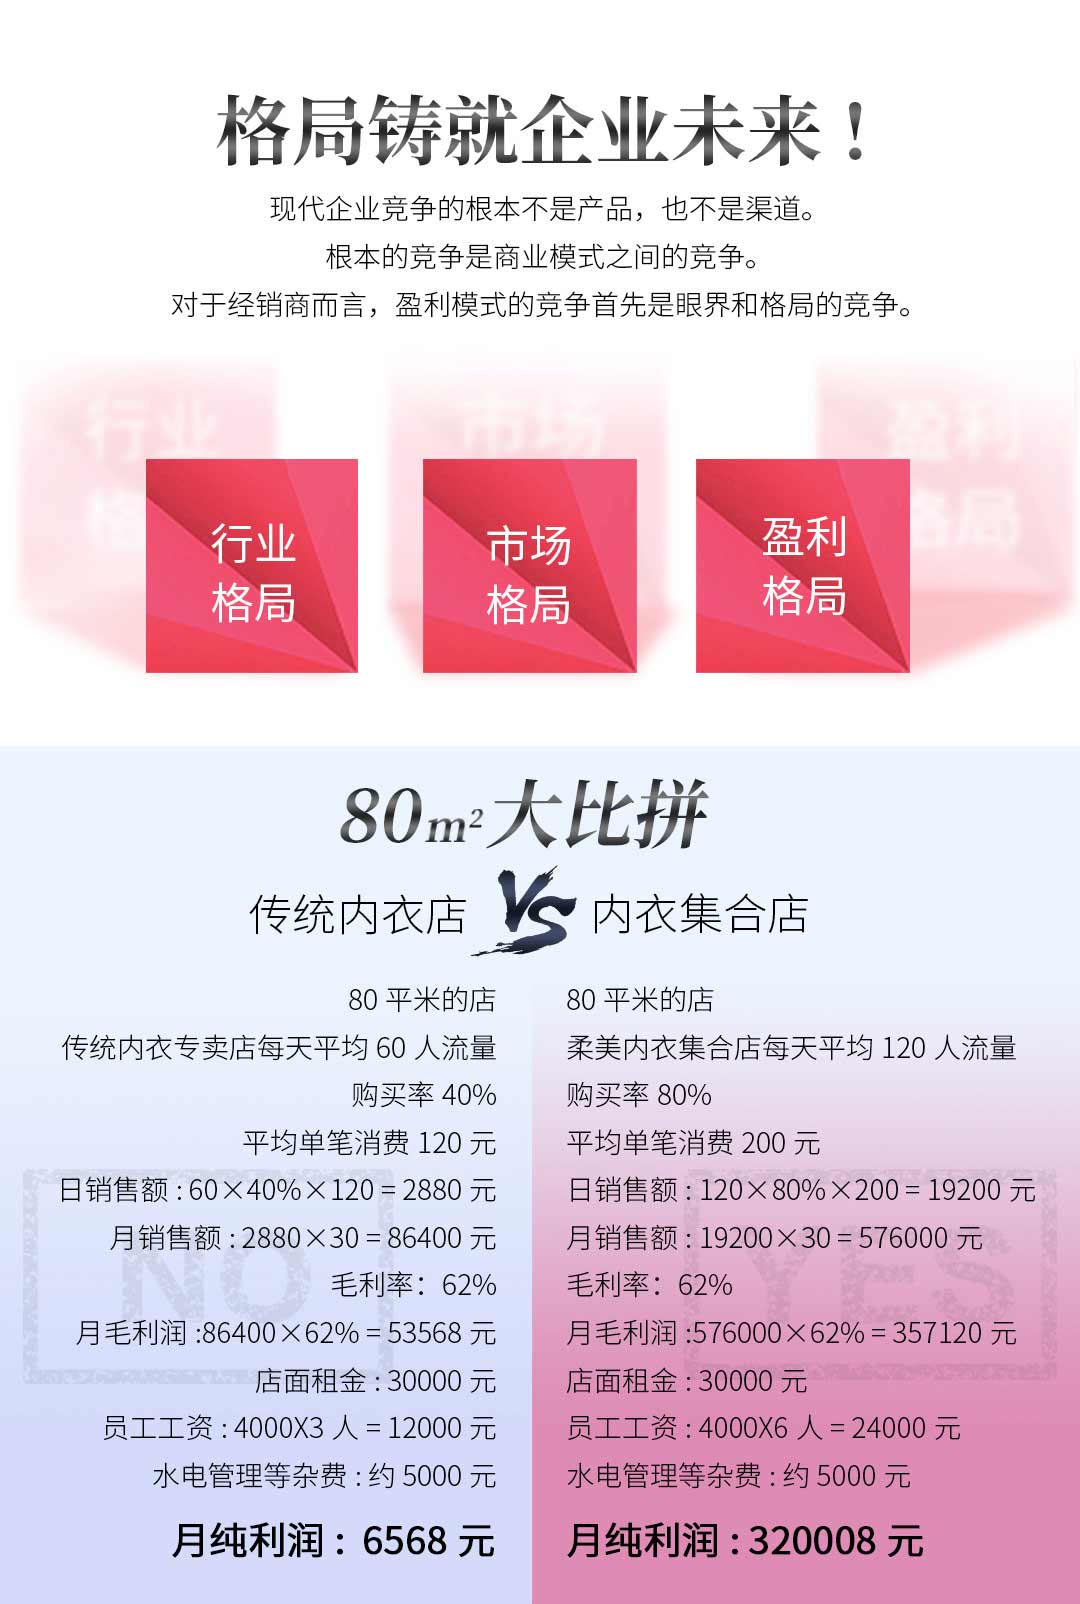 格局铸就企业未来！
现代企业竞争的根本不是产品，也不是渠道。
根本的竞争是商业模式之间的竞争。
对于经销商而言，盈利模式的竞争首先是眼界和格局的竞争。
行业
格
市场
盈利
格局
行业
格局
市场
格局
盈利
格局
80m²大比拼
传统内衣店 VS 内衣集合店
80 平米的店
传统内衣专卖店每天平均 60 人流量
购买率 40%
平均单笔消费 120 元
日销售额 : 60×40%×120 = 2880 元
月销售额 : 2880×30 = 86400 元
毛利率：62%
月毛利润 :86400×62% = 53568 元
店面租金 : 30000 元
员工工资 : 4000X3 人 = 12000 元
水电管理等杂费 : 约 5000 元
月纯利润： 6568 元
NO
80 平米的店
柔美内衣集合店每天平均 120 人流量
购买率 80%
平均单笔消费 200 元
日销售额 : 120×80%×200 = 19200 元
月销售额 : 19200×30 = 576000 元
毛利率：62%
月毛利润 :576000×62% = 357120 元
店面租金 : 30000 元
员工工资 : 4000X6 人 = 24000 元
水电管理等杂费 : 约 5000 元
月纯利润 : 320008 元
YES